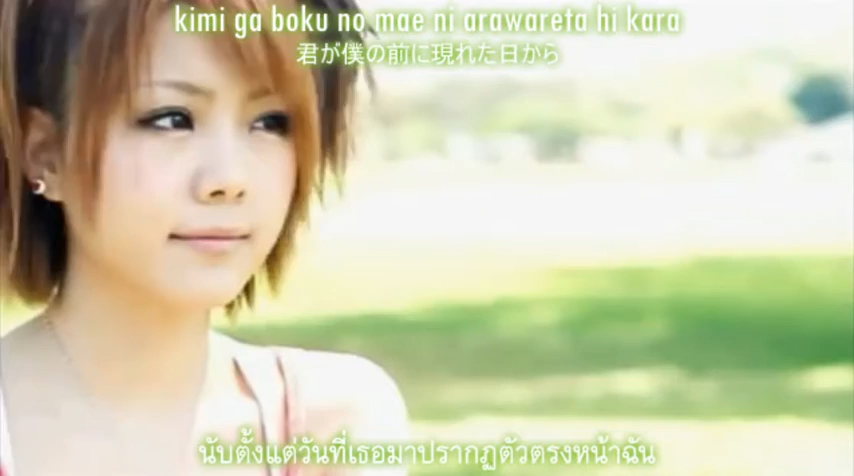 kimi ga boku no mae ni arawareta hi kara
君が僕の前に現れた日から
นับตั้งแต่วันที่เธอมาปรากฏตัวตรงหน้าฉัน